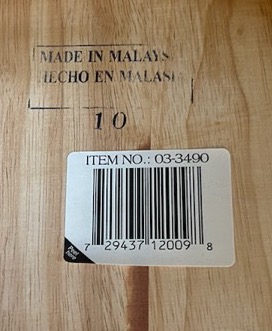 MADE IN MALAYS
HECHO EN MALASI
10
ITEM NO.: 03-3490
7 29437 12009 8